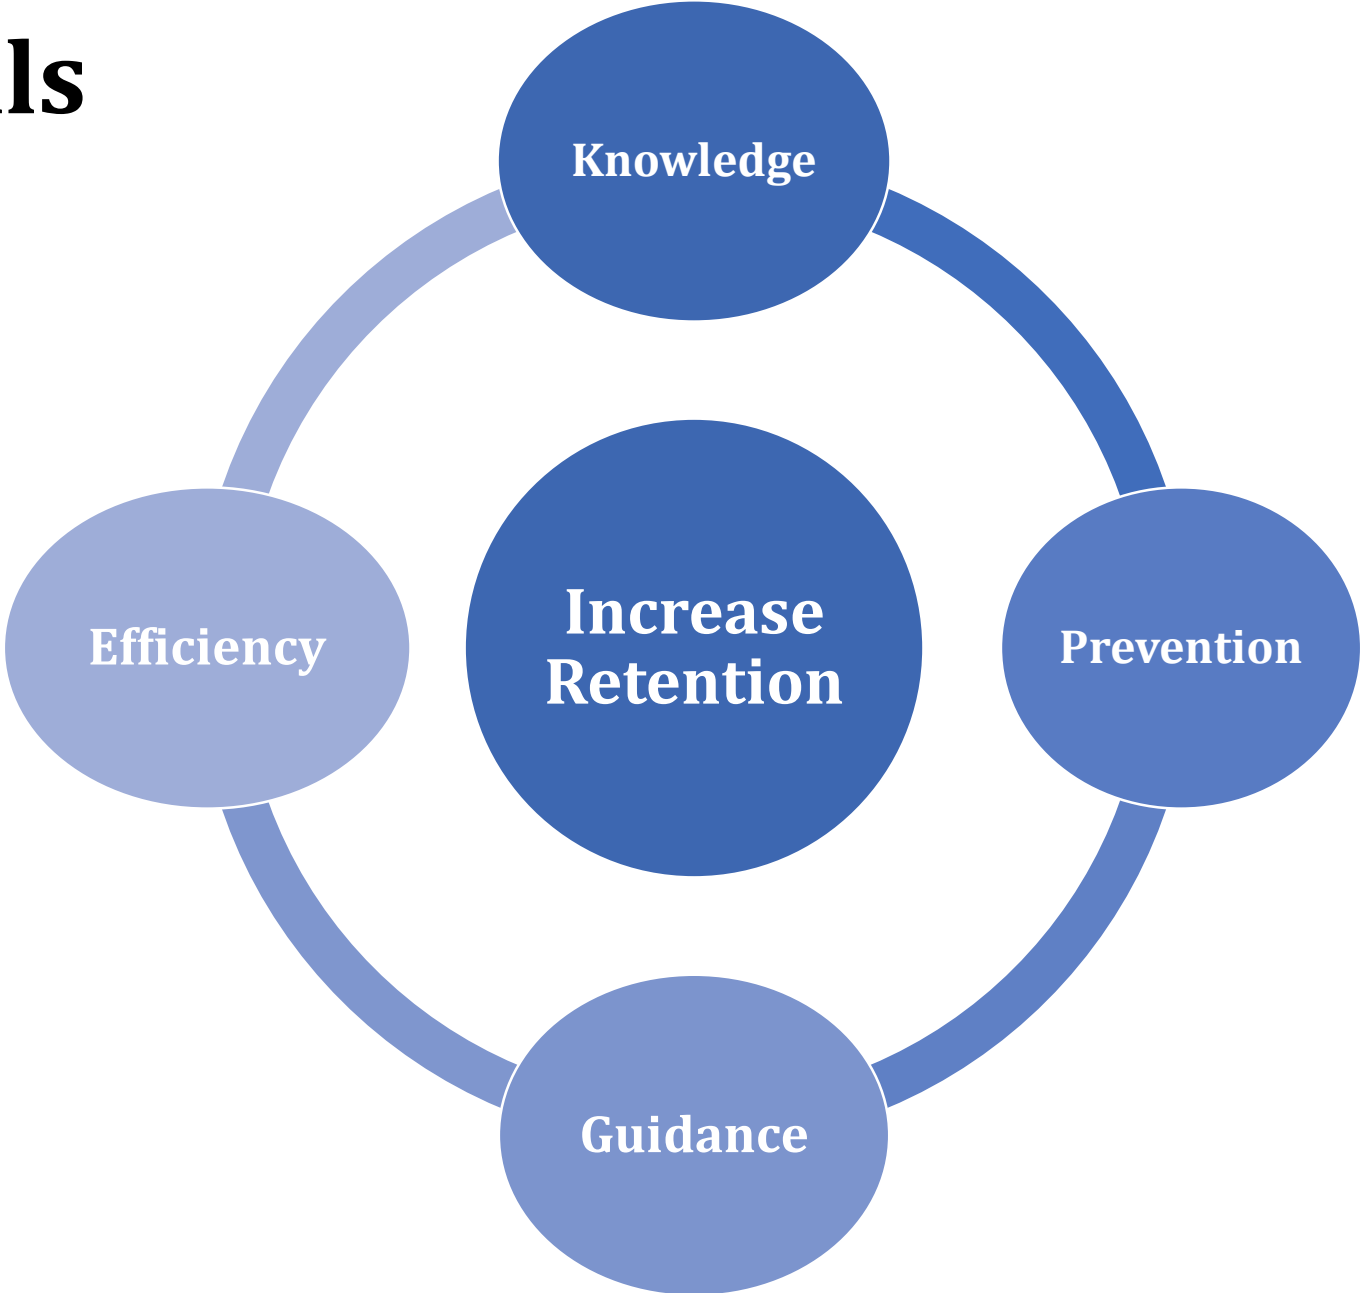 ls
Knowledge
Increase
Retention
Efficiency
Prevention
Guidance